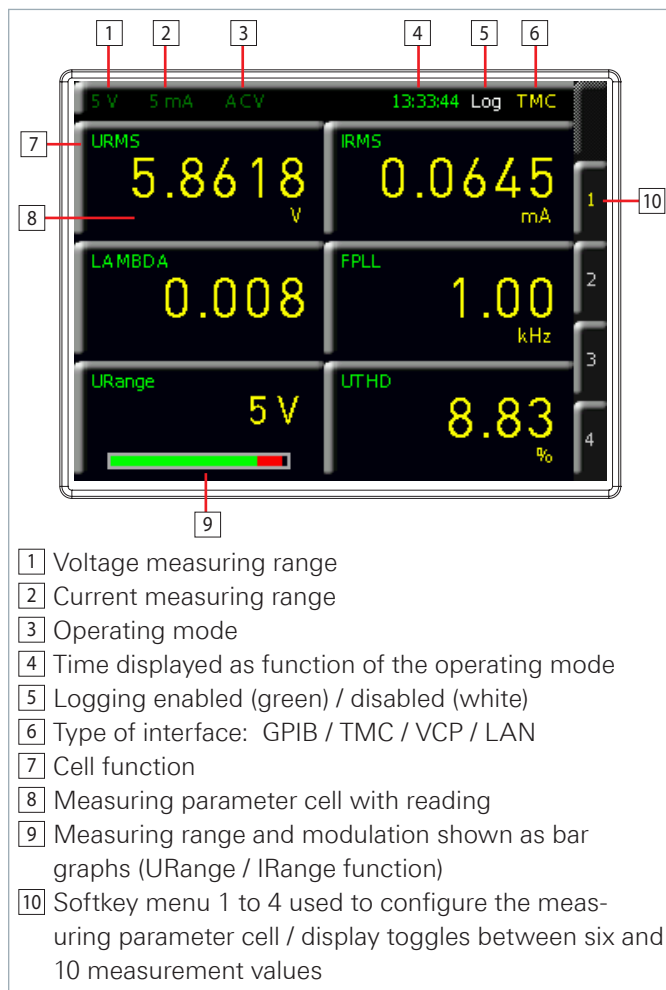 1 2 3 4 5 6
5 V 5 mA ACV 13:33:44 Log TMC
7 URMS IRMS
5.8618 0.0645
8 V mA
1 10
LAMBDA FPLL
0.008 1.00
kHz
2
3
URange UTHD
5 V 8.83
%
4
9
1 Voltage measuring range
2 Current measuring range
3 Operating mode
4 Time displayed as function of the operating mode
5 Logging enabled (green) / disabled (white)
6 Type of interface: GPIB / TMC / VCP / LAN
7 Cell function
8 Measuring parameter cell with reading
9 Measuring range and modulation shown as bar
graphs (URange / IRange function)
10 Softkey menu 1 to 4 used to configure the meas-
uring parameter cell / display toggles between six and
10 measurement values